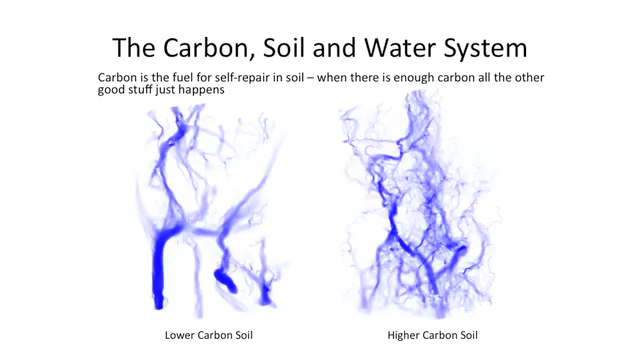 The Carbon, Soil and Water System
Carbon is the fuel for self-repair in soil – when there is enough carbon all the other
good stuff just happens
Lower Carbon Soil
Higher Carbon Soil